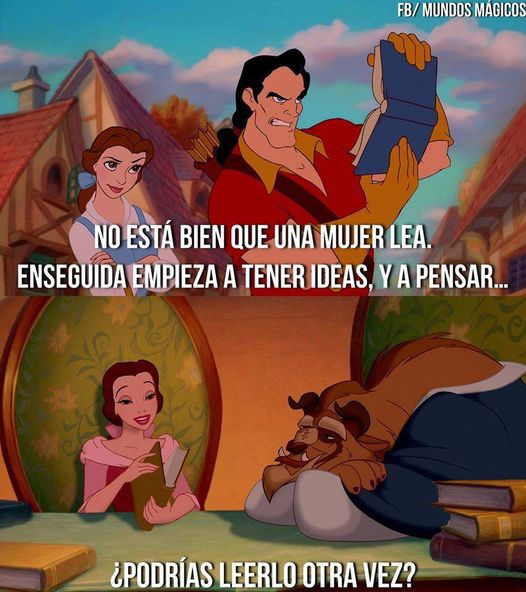 FB/ MUNDOS MÁGICOS
NO ESTÁ BIEN QUE UNA MUJER LEA.
ENSEGUIDA EMPIEZA A TENER IDEAS, Y A PENSAR...
¿PODRÍAS LEERLO OTRA VEZ?